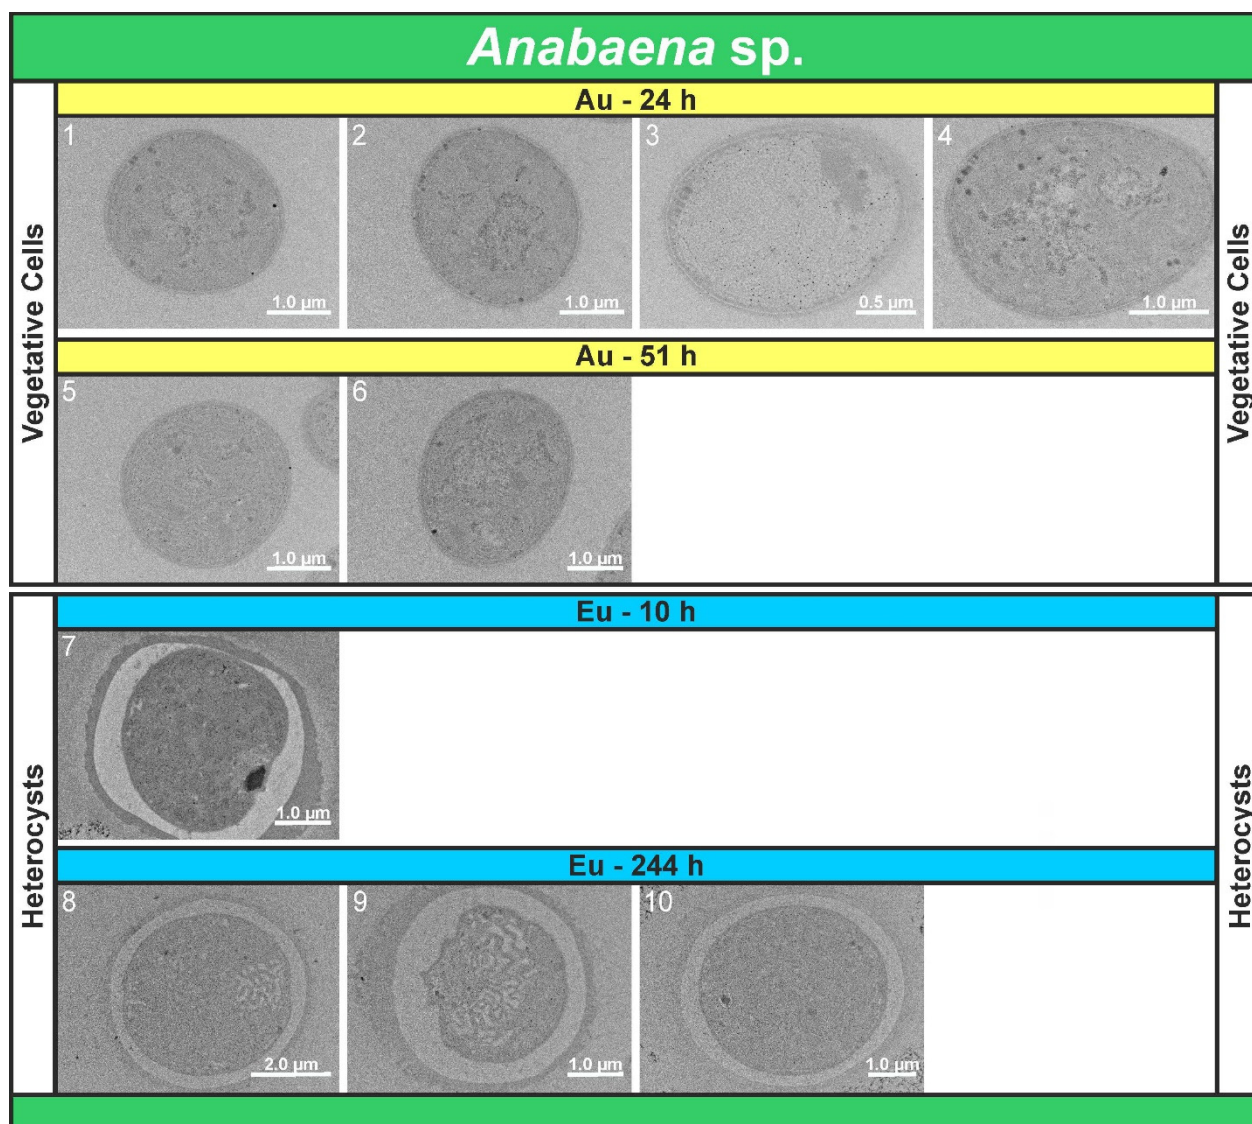 Anabaena sp.
Vegetative Cells
Au - 24 h
Vegetative Cells
1
2
3
4
1.0 µm
1.0 µm
0.5 µm
1.0 µm
Au - 51 h
5
6
1.0 µm
1.0 µm
Heterocysts
Eu - 10 h
Heterocysts
7
1.0 µm
Eu - 244 h
8
9
10
2.0 µm
1.0 µm
1.0 µm